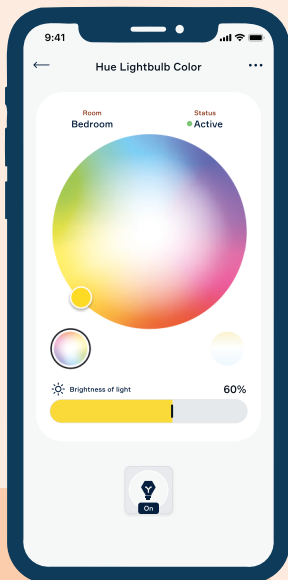 9:41
Hue Lightbulb Color
Room
Status
Bedroom
Active
Brightness of light
60%
On